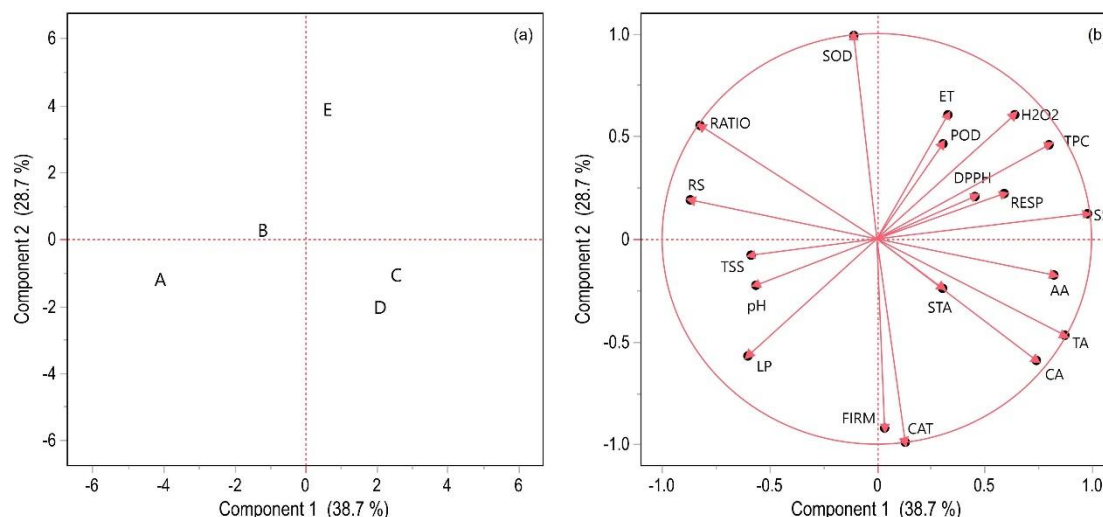 (a)
6
4
2
0
-2
-4
-6
-6
-4
-2
0
2
4
6
Component 2 (28.7 %)
Component 1 (38.7 %)
E
B
A
C
D
(b
1.0
0.5
0
-0.5
-1.0
-1.0
-0.5
0
0.5
1.0
Component 2 (28.7 %)
Component 1 (38.7 %)
SOD
ET
H2O2
RATIO
POD
TPC
DPPH
RS
RESP
TSS
AA
pH
STA
TA
LP
CA
FIRM
CAT